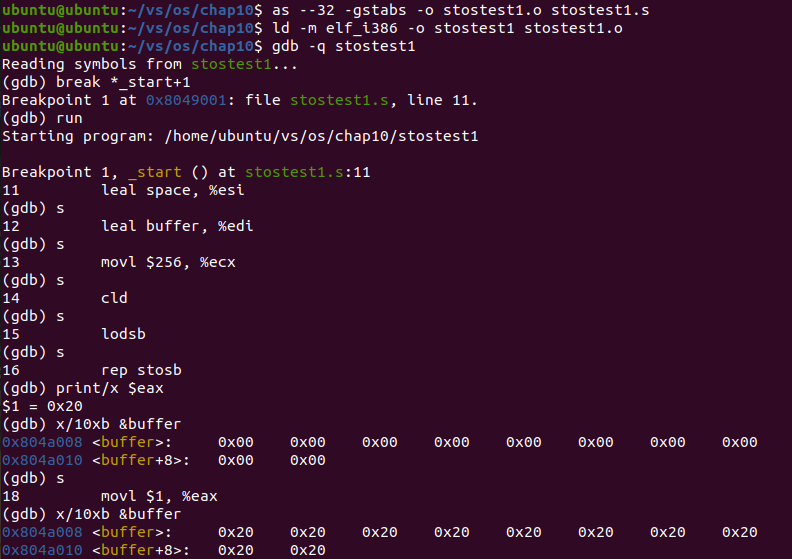 ubuntu@ubuntu:~/vs/os/chap10$ as --32 -gstabs -o stostest1.o stostest1.s
ubuntu@ubuntu:~/vs/os/chap10$ ld -m elf_i386 -o stostest1 stostest1.o
ubuntu@ubuntu:~/vs/os/chap10$ gdb -q stostest1
Reading symbols from stostest1...
(gdb) break *_start+1
Breakpoint 1 at 0x8049001: file stostest1.s, line 11.
(gdb) run
Starting program: /home/ubuntu/vs/os/chap10/stostest1
Breakpoint 1, _start () at stostest1.s:11
11 leal space, %esi
(gdb) s
12 leal buffer, %edi
(gdb) s
13 movl $256, %ecx
(gdb) s
14 cld
(gdb) s
15 lodsb
(gdb) s
16 rep stosb
(gdb) print/x $eax
$1 = 0x20
(gdb) x/10xb &buffer
0x804a008 <buffer>: 0x00 0x00 0x00 0x00 0x00 0x00 0x00 0x00
0x804a010 <buffer+8>: 0x00 0x00
(gdb) s
18 movl $1, %eax
(gdb) x/10xb &buffer
0x804a008 <buffer>: 0x20 0x20 0x20 0x20 0x20 0x20 0x20 0x20
0x804a010 <buffer+8>: 0x20 0x20